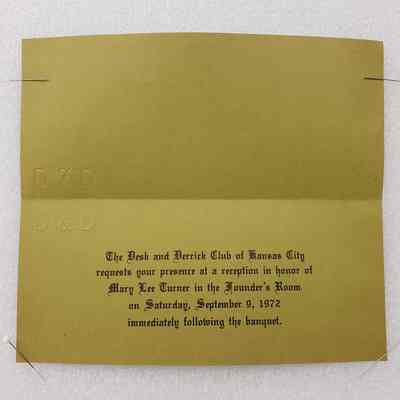 D & D
D & D
The Desk and Derrick Club of Kansas City
requests your presence at a reception in honor of
Mary Lee Turner in the Founder's Room
on Saturday, September 9, 1972
immediately following the banquet.